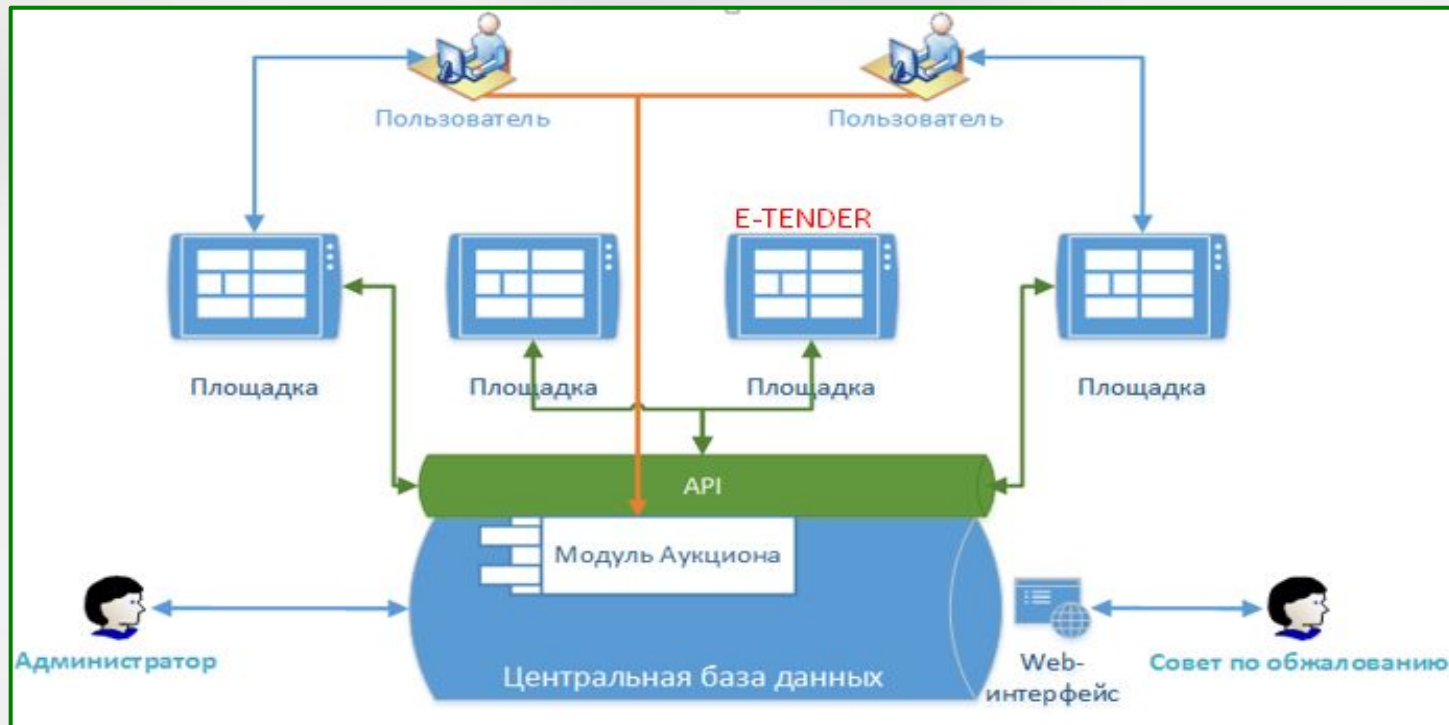 Пользователь
Пользователь
E-TENDER
Площадка
Площадка
Площадка
Площадка
API
Модуль Аукциона
Администратор
Центральная база данных
Web-
интерфейс
Совет по обжалованию